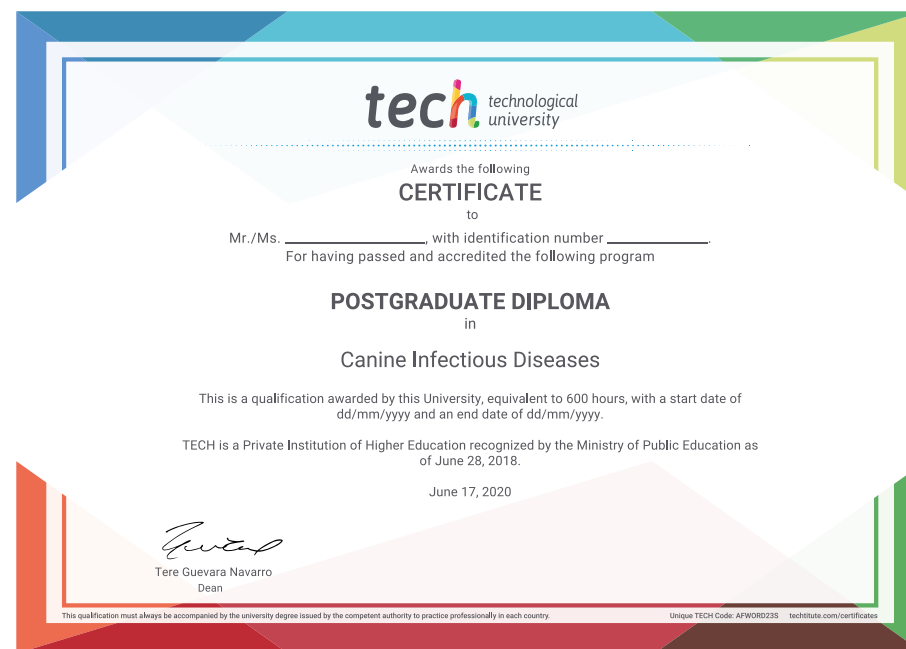 tech technological
university
Awards the following
CERTIFICATE
to
Mr./Ms. ____________________, with identification number ______________.
For having passed and accredited the following program
POSTGRADUATE DIPLOMA
in
Canine Infectious Diseases
This is a qualification awarded by this University, equivalent to 600 hours, with a start date of
dd/mm/yyyy and an end date of dd/mm/yyyy.
TECH is a Private Institution of Higher Education recognized by the Ministry of Public Education as
of June 28, 2018.
June 17, 2020
Tere Guevara Navarro
Dean
This qualification must always be accompanied by the university degree issued by the competent authority to practice professionally in each country.
Unique TECH Code: AFWORD23S techtitute.com/certificates